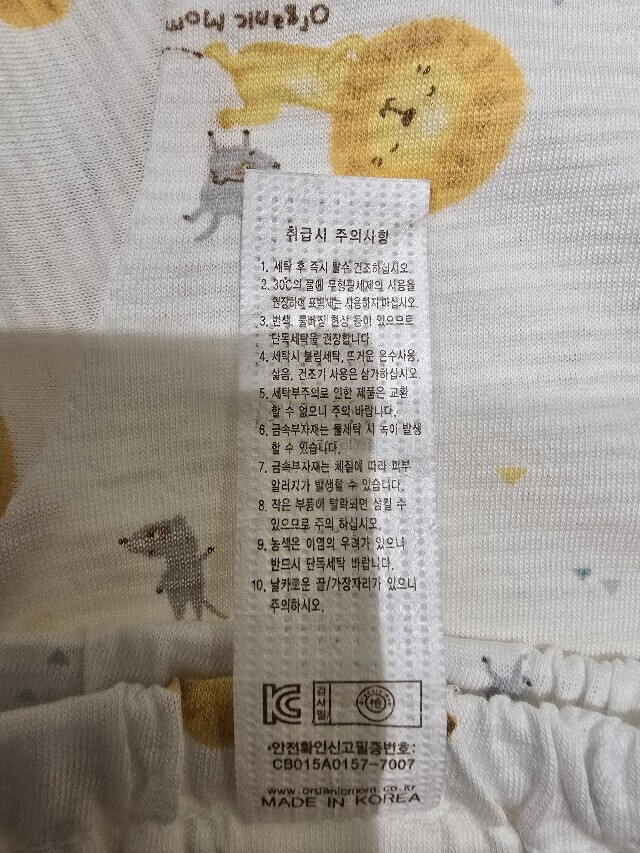 Organic Mom
취급시 주의사항
1. 세탁 후 즉시 탈수 건조하십시오.
2. 30℃의 물에 무형광세제의 사용을
권장하며 표백제는 사용하지 마십시오.
3. 변색, 물빠짐 현상 등이 있으므로
단독세탁을 권장합니다.
4. 세탁시 불림세탁, 뜨거운 온수사용,
삶음, 건조기 사용은 삼가하십시오.
5. 세탁부주의로 인한 제품은 교환
할 수 없으니 주의 바랍니다.
6. 금속부자재는 물세탁 시 녹이 발생
할 수 있습니다.
7. 금속부자재는 체질에 따라 피부
알러지가 발생할 수 있습니다.
8. 작은 부품이 탈락되면 삼킬 수
있으므로 주의 하십시오.
9. 농색은 이염의 우려가 있으니
반드시 단독세탁 바랍니다.
10. 날카로운 끝/가장자리가 있으니
주의하시오.
검사필
檢
•안전확인신고필증번호:
CB015A0157-7007
www.organicmom.co.kr
MADE IN KOREA